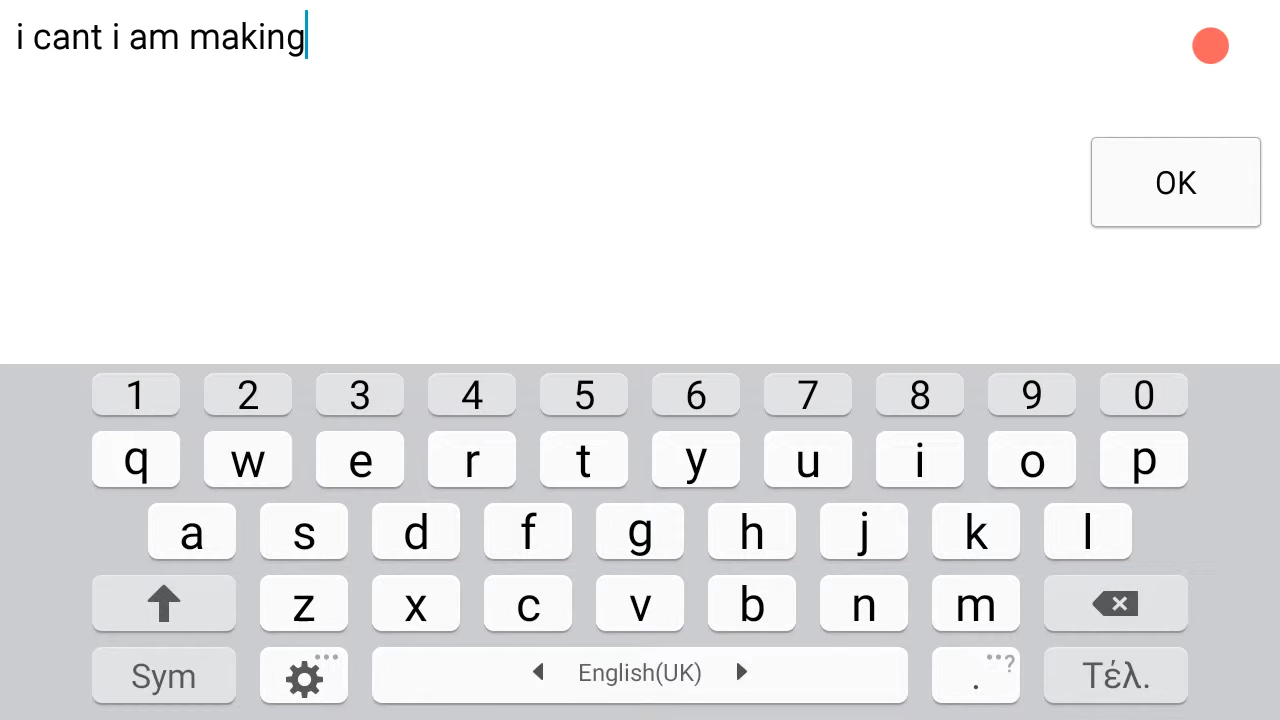 i cant i am making
OK
1 2 3 4 5 6 7 8 9 0
q w e r t y u i o p
a s d f g h j k l
z x c v b n m
Sym English(UK) . ? Τέλ.